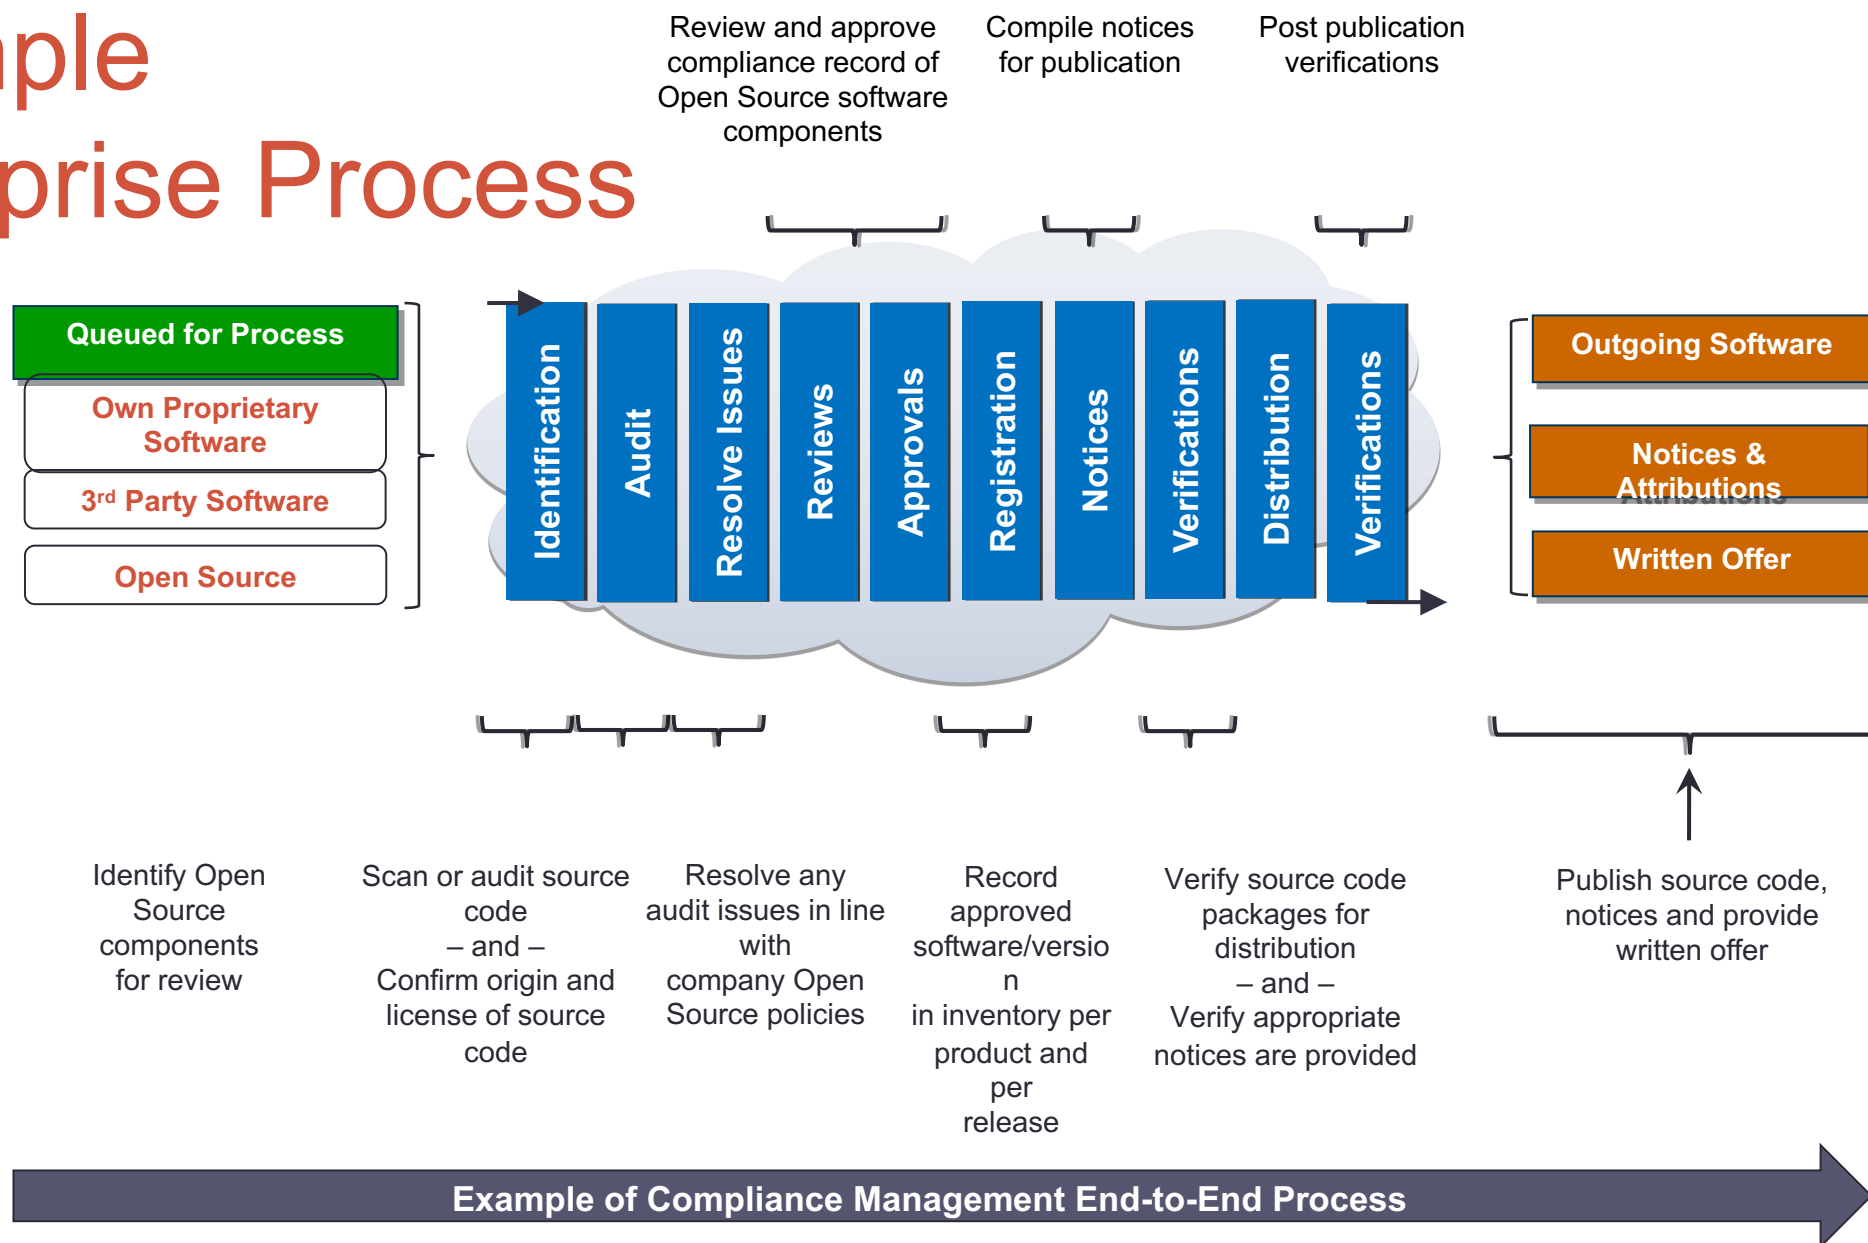 mple
prise Process
Review and approve
compliance record of
Open Source software
components
Compile notices
for publication
Post publication
verifications
Queued for Process
Own Proprietary
Software
3rd Party Software
Open Source
Identification
Audit
Resolve Issues
Reviews
Approvals
Registration
Notices
Verifications
Distribution
Verifications
Outgoing Software
Notices &
Attributions
Written Offer
Identify Open
Source
components
for review
Scan or audit source
code
– and –
Confirm origin and
license of source
code
Resolve any
audit issues in line
with
company Open
Source policies
Record
approved
software/versio
n
in inventory per
product and
per
release
Verify source code
packages for
distribution
– and –
Verify appropriate
notices are provided
Publish source code,
notices and provide
written offer
Example of Compliance Management End-to-End Process